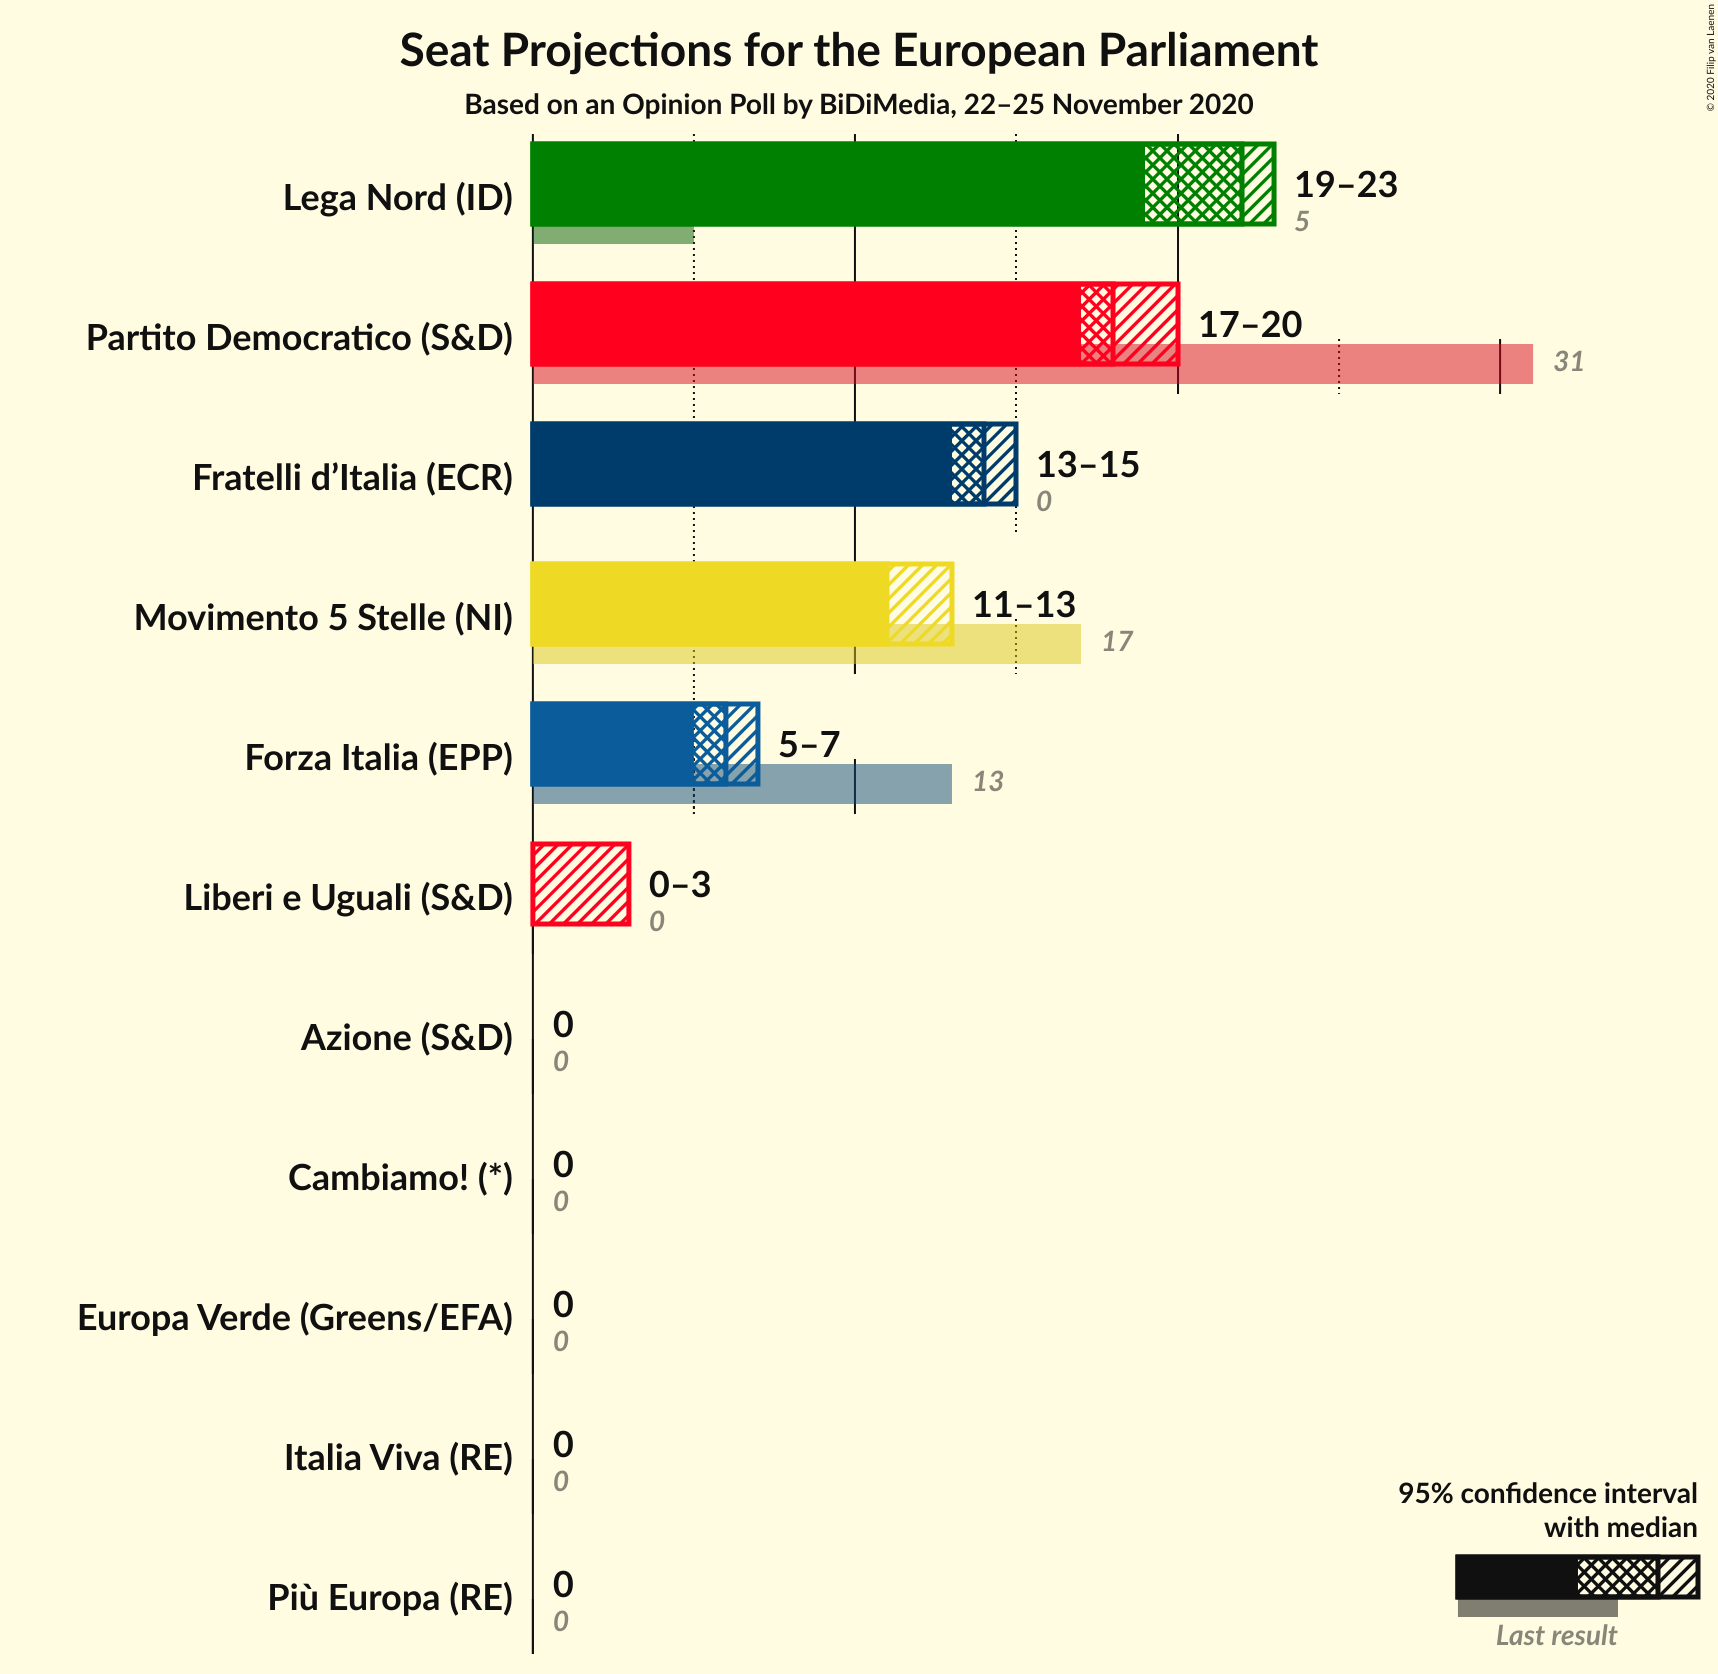 Seat Projections for the European Parliament
Based on an Opinion Poll by BiDiMedia, 22–25 November 2020
© 2020 Filip van Laenen
Lega Nord (ID)
19–23
5
Partito Democratico (S&D)
17–20
31
Fratelli d’Italia (ECR)
13–15
0
Movimento 5 Stelle (NI)
11–13
17
Forza Italia (EPP)
5–7
13
Liberi e Uguali (S&D)
0–3
0
Azione (S&D)
0
0
Cambiamo! (*)
0
0
Europa Verde (Greens/EFA)
0
0
Italia Viva (RE)
0
0
Più Europa (RE)
0
0
95% confidence interval
with median
Last result